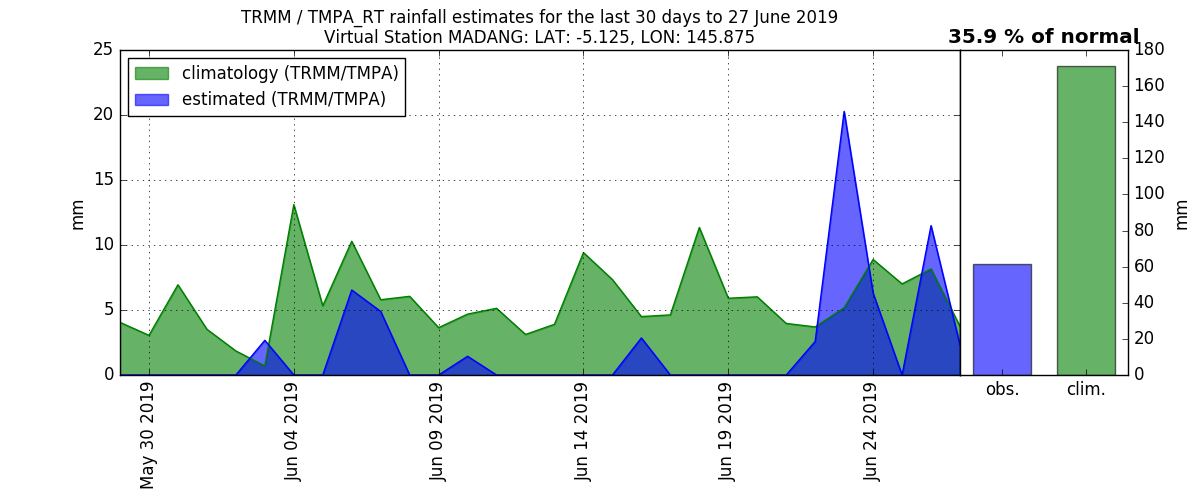 TRMM / TMPA_RT rainfall estimates for the last 30 days to 27 June 2019
Virtual Station MADANG: LAT: -5.125, LON: 145.875
35.9 % of normal
climatology (TRMM/TMPA)
estimated (TRMM/TMPA)
mm
25
20
15
10
5
0
May 30 2019
Jun 04 2019
Jun 09 2019
Jun 14 2019
Jun 19 2019
Jun 24 2019
obs.
clim.
180
160
140
120
100
80
60
40
20
0
mm